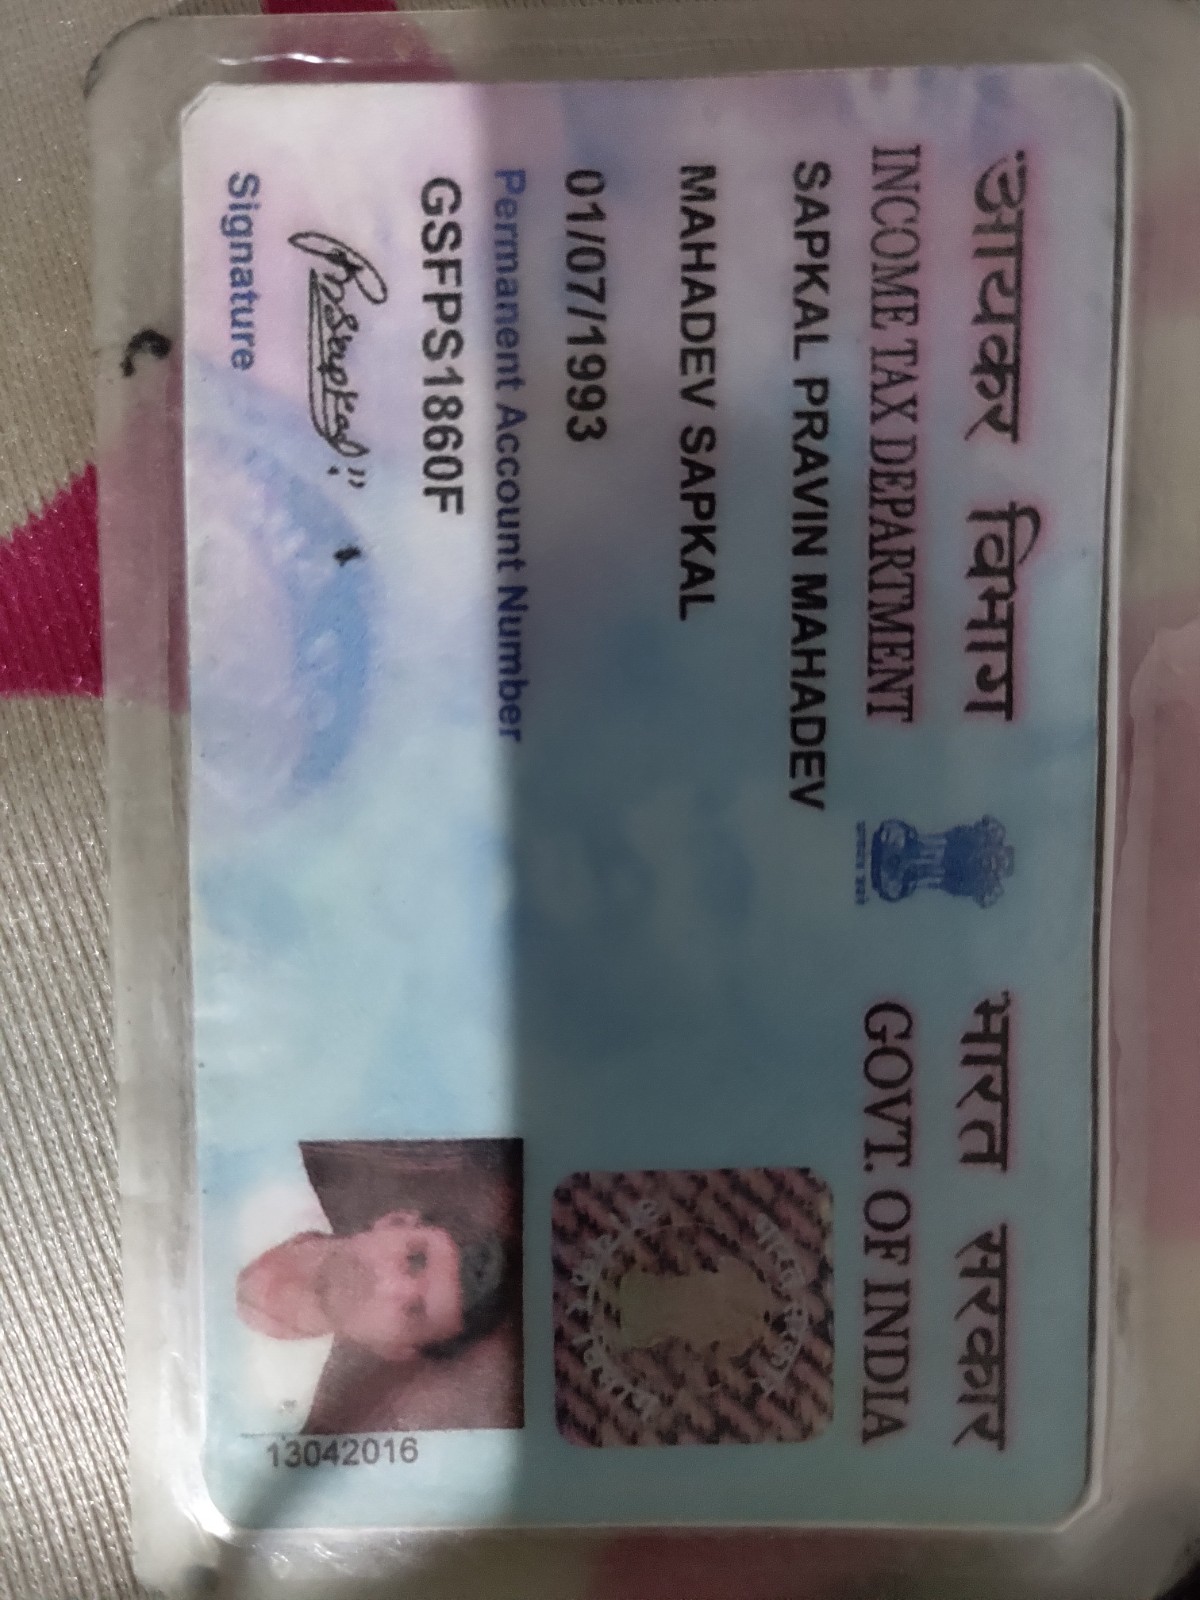 आयकर विभाग
INCOME TAX DEPARTMENT
भारत सरकार
GOVT. OF INDIA
SAPKAL PRAVIN MAHADEV
MAHADEV SAPKAL
01/07/1993
Permanent Account Number
GSFPS1860F
Signature
13042016